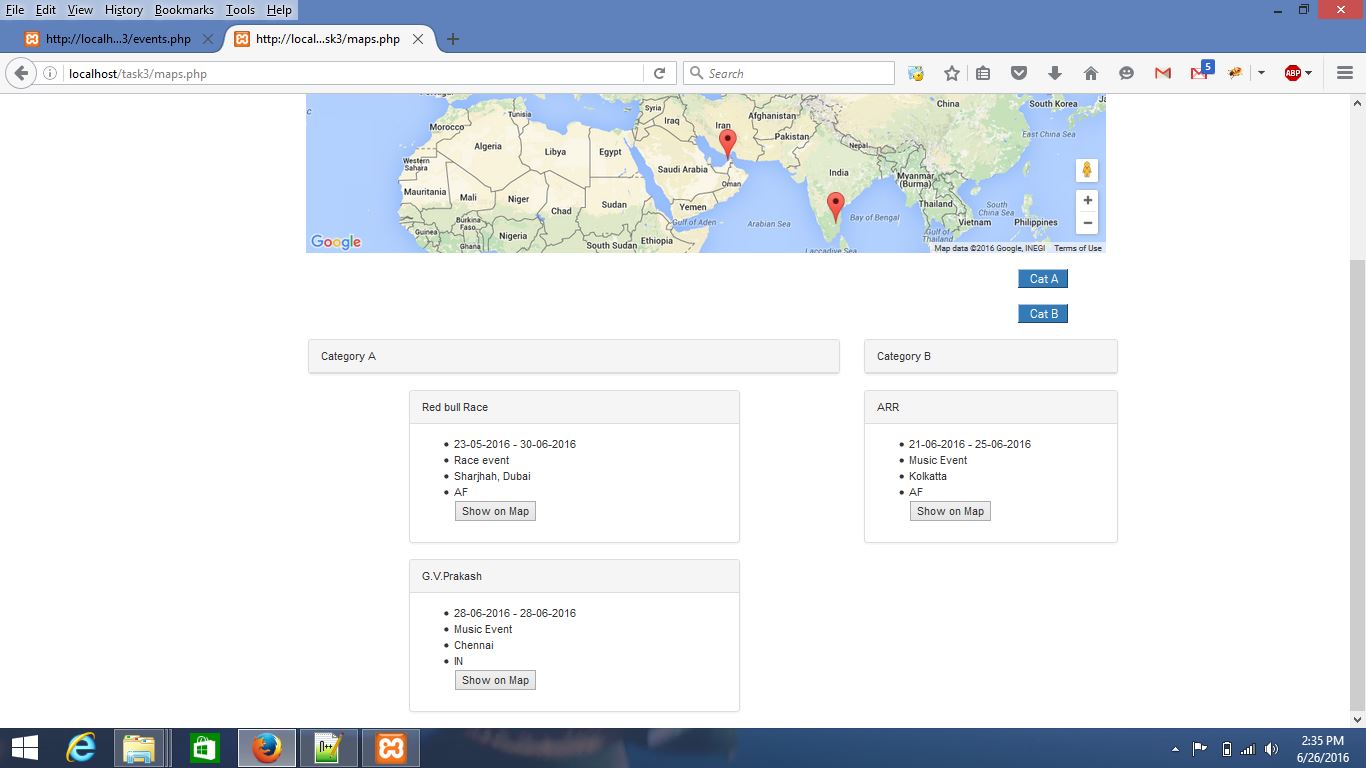 File Edit View History Bookmarks Tools Help
http://localh...3/events.php
http://local...sk3/maps.php
localhost/task3/maps.php
Search
5
ABP
Portugal
Tunisia
Morocco
Algeria
Libya
Egypt
Western
Sahara
Mauritania
Mali
Niger
Chad
Sudan
Burkina
Faso
Nigeria
Ghana
South Sudan
Ethiopia
Syria
Iraq
Iran
Afghanistan
Pakistan
Saudi Arabia
Oman
Yemen
Gulf of Aden
Arabian Sea
Nepal
India
Bay of Bengal
Laccadive Sea
China
South Korea
East China Sea
Myanmar
(Burma)
Thailand
Vietnam
Gulf of
Thailand
South
China Sea
Philippines
Google
Map data ©2016 Google, INEGI Terms of Use
Cat A
Cat B
Category A
Category B
Red bull Race
23-05-2016 - 30-06-2016
Race event
Sharjhah, Dubai
AF
Show on Map
ARR
21-06-2016 - 25-06-2016
Music Event
Kolkatta
AF
Show on Map
G.V.Prakash
28-06-2016 - 28-06-2016
Music Event
Chennai
IN
Show on Map
2:35 PM
6/26/2016